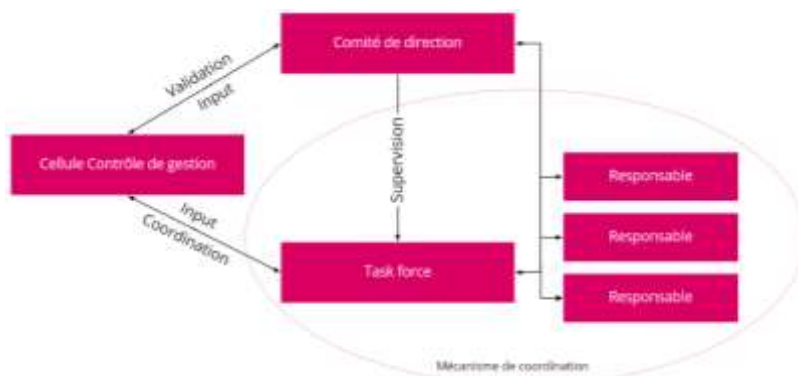 Comité de direction
Validation
Input
Cellule Contrôle de gestion
Supervision
Responsable
Input
Coordination
Responsable
Task force
Responsable
Mécanisme de coordination